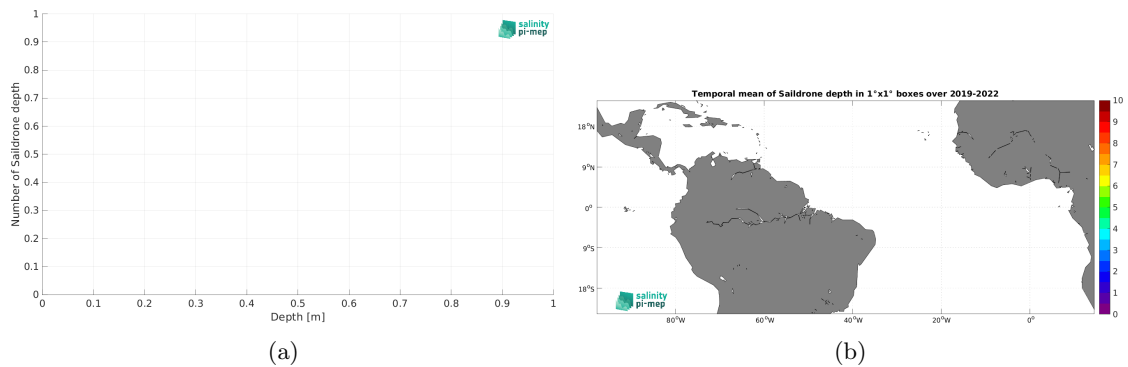 1
0.9
0.8
0.7
0.6
0.5
0.4
0.3
0.2
0.1
0
Number of Saildrone depth
0 0.1 0.2 0.3 0.4 0.5 0.6 0.7 0.8 0.9 1
Depth [m]
salinity
pi-mep
(a)
Temporal mean of Saildrone depth in 1°x1° boxes over 2019-2022
18°N
9°N
0°
9°S
18°S
80°W 60°W 40°W 20°W 0°
salinity
pi-mep
10
9
8
7
6
5
4
3
2
1
0
(b)